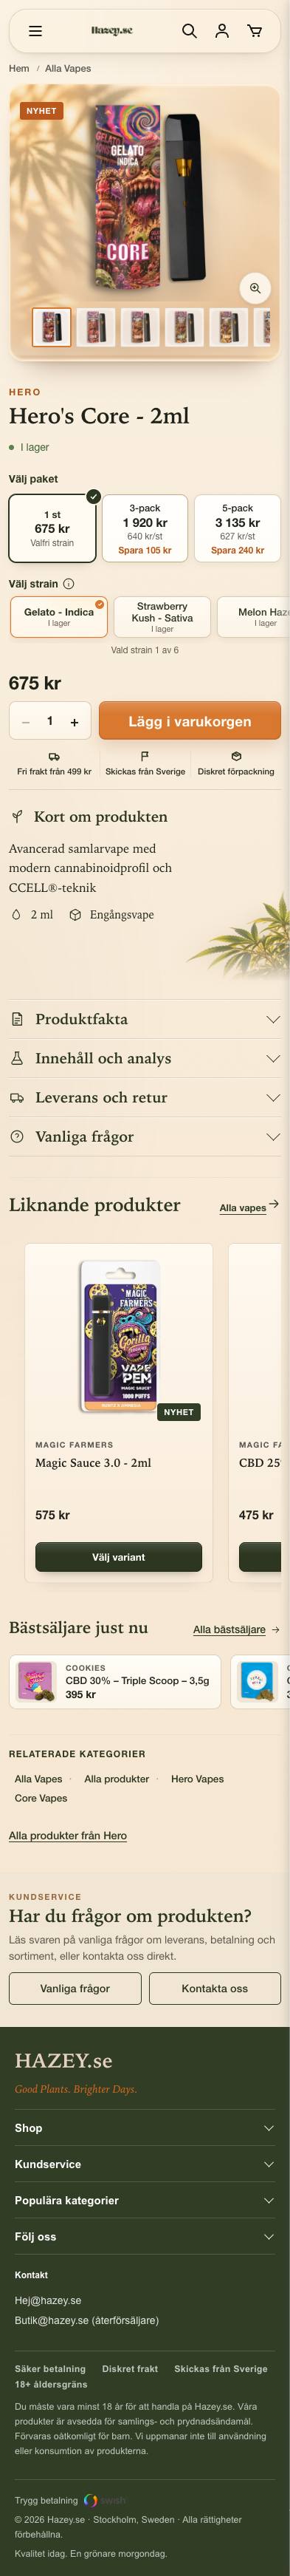 Hazey.se
Hem / Alla Vapes
NYHET
GELATO
INDICA
CORE
HERO
Hero's Core - 2ml
I lager
Välj paket
1 st
675 kr
Valfri strain
3-pack
1 920 kr
640 kr/st
Spara 105 kr
5-pack
3 135 kr
627 kr/st
Spara 240 kr
Välj strain
Gelato - Indica
I lager
Strawberry
Kush - Sativa
I lager
Melon Haz
I lager
Vald strain 1 av 6
675 kr
− 1 +
Lägg i varukorgen
Fri frakt från 499 kr
Skickas från Sverige
Diskret förpackning
Kort om produkten
Avancerad samlarvape med
modern cannabinoidprofil och
CCELL®-teknik
2 ml Engångsvape
Produktfakta
Innehåll och analys
Leverans och retur
Vanliga frågor
Liknande produkter
Alla vapes →
MAGIC
FARMERS
Gorilla
VAPE
PEN
MAGIC SAUCE
1000 PUFFS
NYHET
MAGIC FARMERS
Magic Sauce 3.0 - 2ml
575 kr
Välj variant
MAGIC FA
CBD 25
475 kr
Bästsäljare just nu
Alla bästsäljare →
COOKIES
CBD 30% – Triple Scoop – 3,5g
395 kr
RELATERADE KATEGORIER
Alla Vapes · Alla produkter · Hero Vapes
Core Vapes
Alla produkter från Hero
KUNDSERVICE
Har du frågor om produkten?
Läs svaren på vanliga frågor om leverans, betalning och
sortiment, eller kontakta oss direkt.
Vanliga frågor
Kontakta oss
HAZEY.se
Good Plants. Brighter Days.
Shop
Kundservice
Populära kategorier
Följ oss
Kontakt
Hej@hazey.se
Butik@hazey.se (återförsäljare)
Säker betalning Diskret frakt Skickas från Sverige
18+ åldersgräns
Du måste vara minst 18 år för att handla på Hazey.se. Våra
produkter är avsedda för samlings- och prydnadsändamål.
Förvaras oåtkomligt för barn. Vi uppmanar inte till användning
eller konsumtion av produkterna.
Trygg betalning swish
© 2026 Hazey.se · Stockholm, Sweden · Alla rättigheter
förbehållna.
Kvalitet idag. En grönare morgondag.